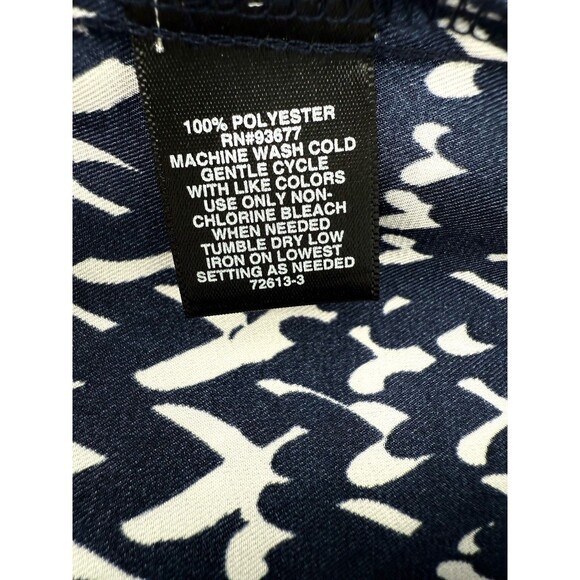 100% POLYESTER
RN#93677
MACHINE WASH COLD
GENTLE CYCLE
WITH LIKE COLORS
USE ONLY NON-
CHLORINE BLEACH
WHEN NEEDED
TUMBLE DRY LOW
IRON ON LOWEST
SETTING AS NEEDED
72613-3